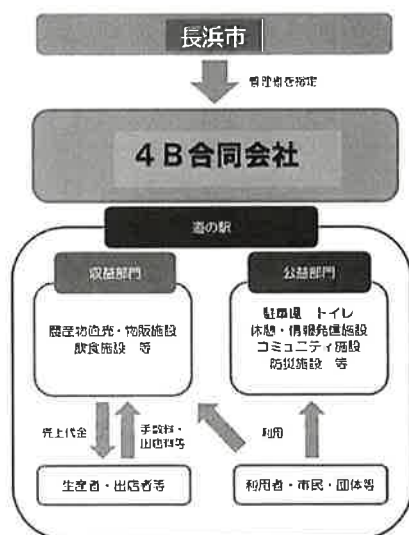 長浜市
管理者を指定
4B合同会社
道の駅
収益部門
公益部門
農産物直売・物販施設
飲食施設 等
駐車場 トイレ
休憩・情報発信施設
コミュニティ施設
防災施設 等
売上代金
手数料・
出店料等
利用
生産者・出店者等
利用者・市民・団体等